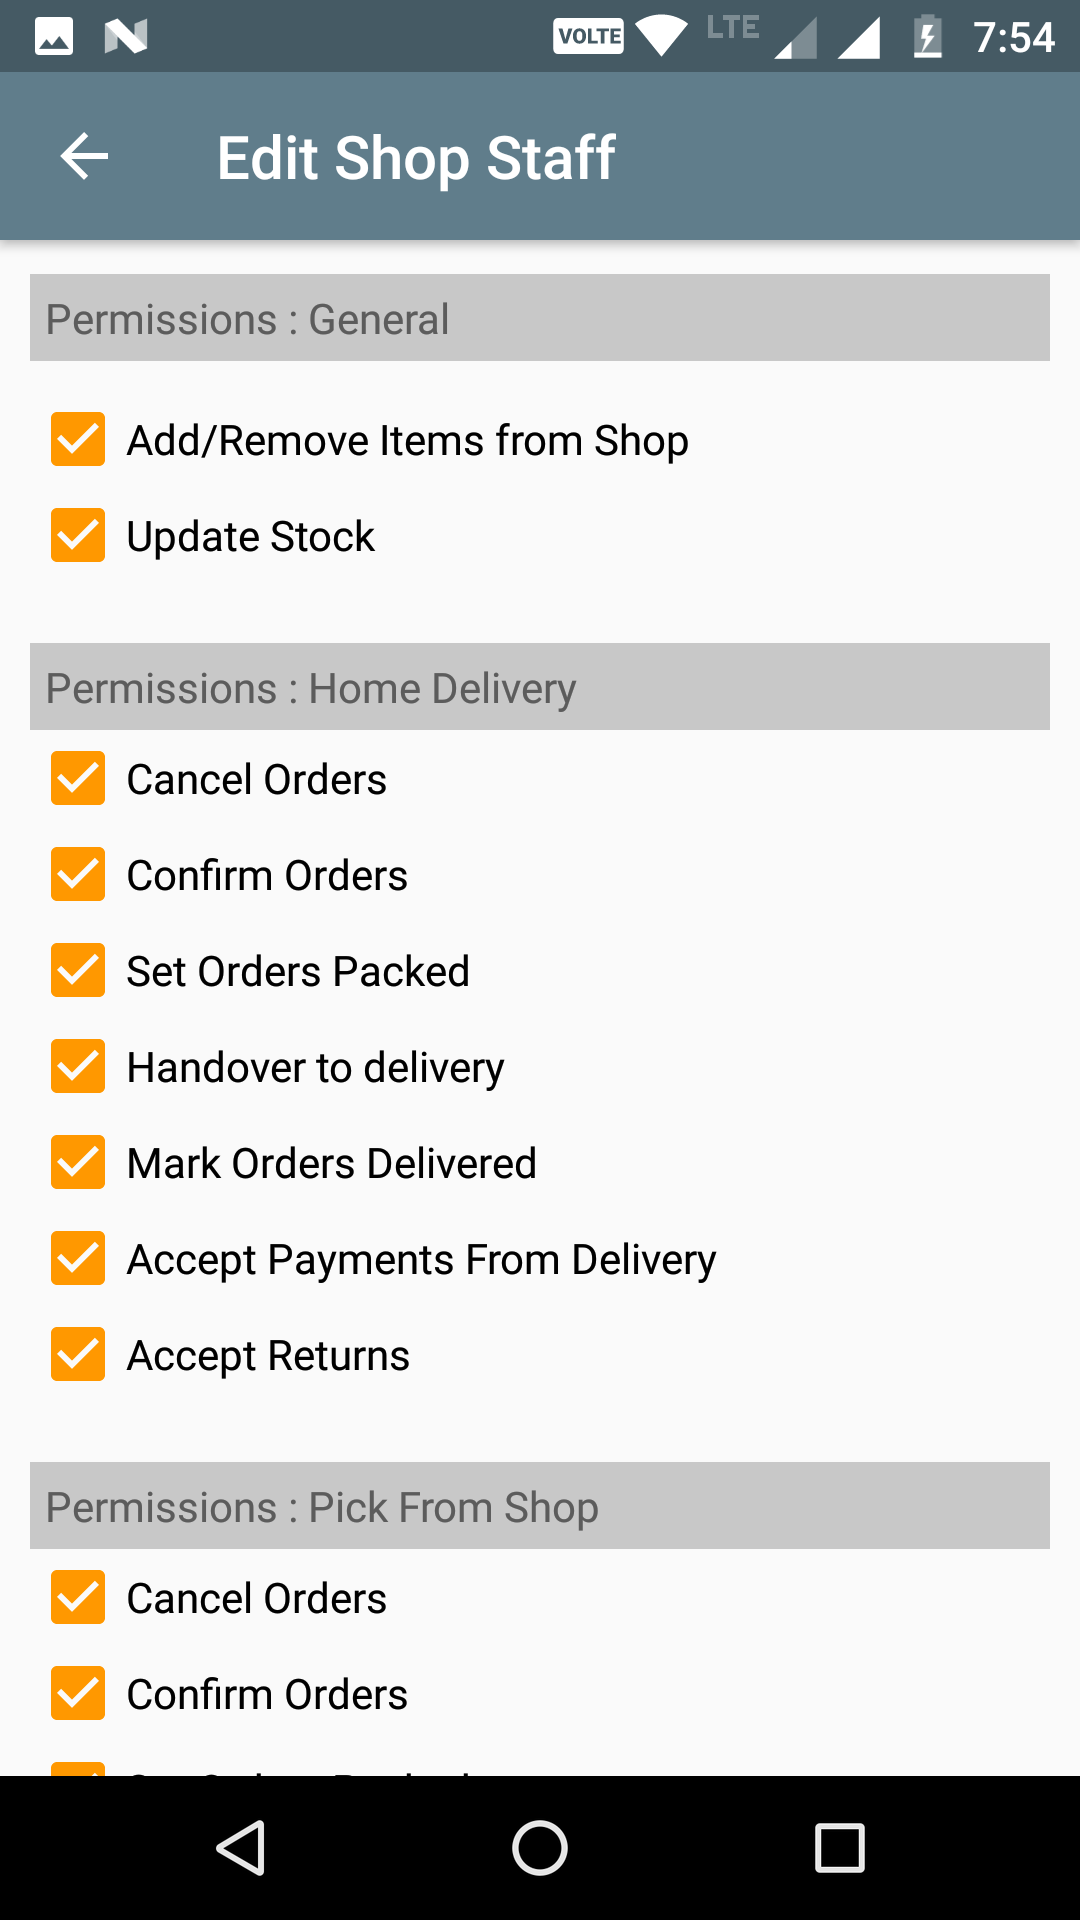 VOLTE LTE 7:54
Edit Shop Staff
Permissions : General
Add/Remove Items from Shop
Update Stock
Permissions : Home Delivery
Cancel Orders
Confirm Orders
Set Orders Packed
Handover to delivery
Mark Orders Delivered
Accept Payments From Delivery
Accept Returns
Permissions : Pick From Shop
Cancel Orders
Confirm Orders